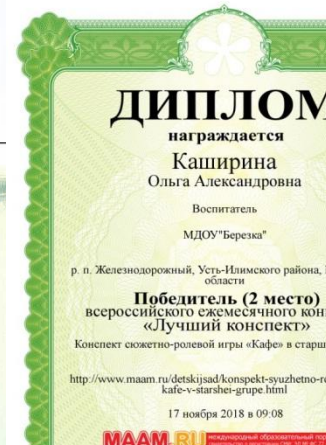 ДИПЛОМ
награждается
Каширина
Ольга Александровна
Воспитатель
МДОУ"Березка"
р. п. Железнодорожный, Усть-Илимского района,
области
Победитель (2 место)
всероссийского ежемесячного
«Лучший конспект»
Конспект сюжетно-ролевой игры «Кафе» в
http://www.maam.ru/detskijsad/konspekt-syuzhetno-
kafe-v-starshei-grupe.html
17 ноября 2018 в 09:08
MAAM.RU международный образовательный